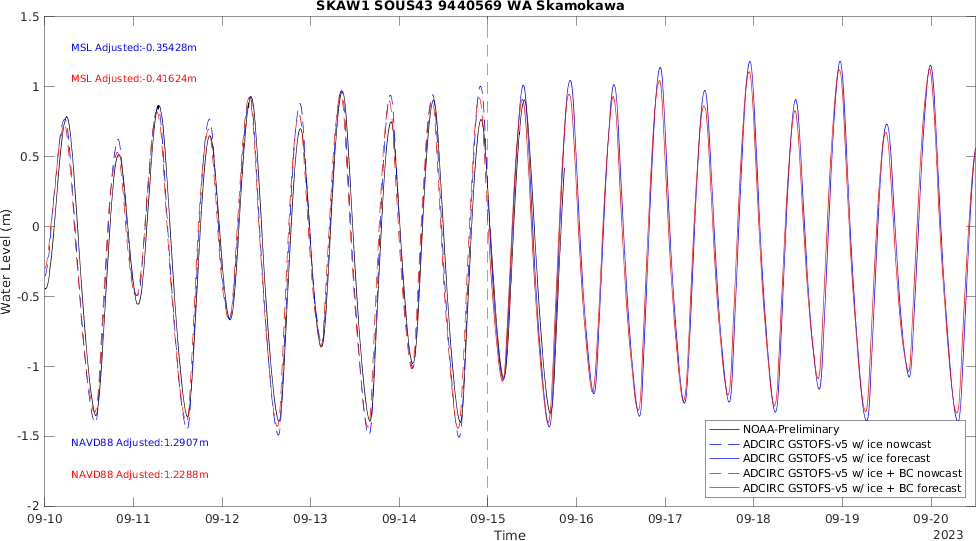 SKAW1 SOUS43 9440569 WA Skamokawa
1.5
1
0.5
0
-0.5
-1
-1.5
-2
Water Level (m)
MSL Adjusted:-0.35428m
MSL Adjusted:-0.41624m
NAVD88 Adjusted:1.2907m
NAVD88 Adjusted:1.2288m
NOAA-Preliminary
ADCIRC GSTOFS-v5 w/ ice nowcast
ADCIRC GSTOFS-v5 w/ ice forecast
ADCIRC GSTOFS-v5 w/ ice + BC nowcast
ADCIRC GSTOFS-v5 w/ ice + BC forecast
09-10 09-11 09-12 09-13 09-14 09-15 09-16 09-17 09-18 09-19 09-20
Time
2023